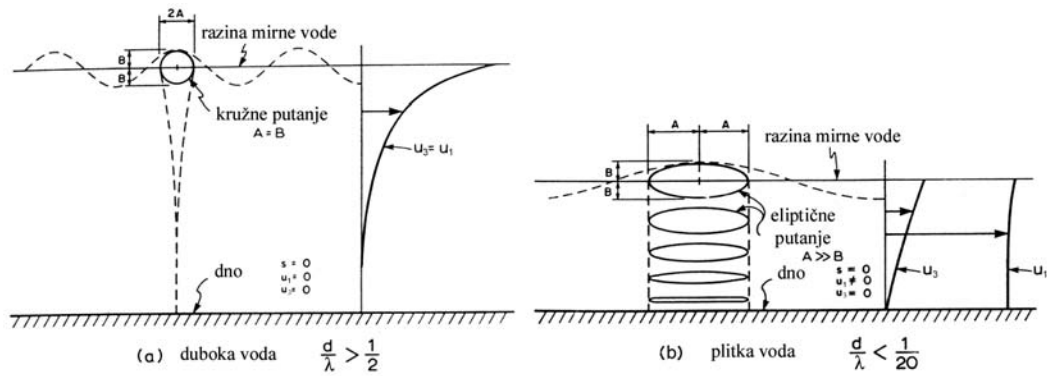 2A
razina mirne vode
B
B
kružne putanje
A = B
u₃ = u₁
dno
s = 0
u₁ = 0
u₃ = 0
(a) duboka voda d/λ > 1/2
A A
razina mirne vode
B
B
eliptične
putanje
A ≫ B
dno
s = 0
u₁ ≠ 0
u₃ = 0
u₃
u₁
(b) plitka voda d/λ < 1/20